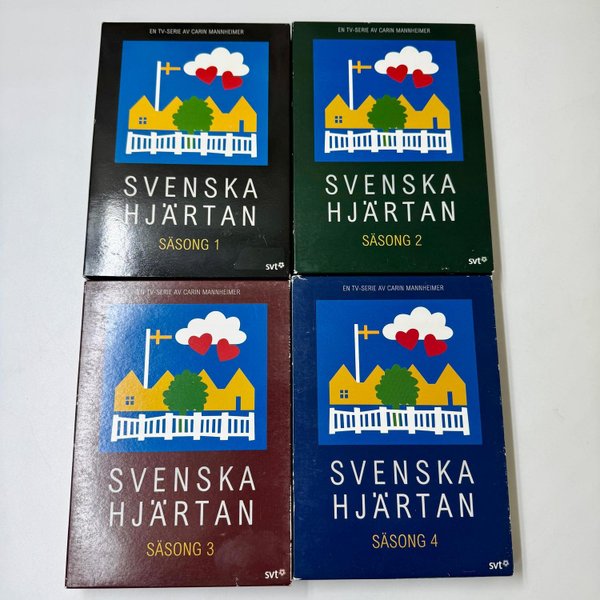 EN TV-SERIE AV CARIN MANNHEIMER
SVENSKA
HJÄRTAN
SÄSONG 1
svt
EN TV-SERIE AV CARIN MANNHEIMER
SVENSKA
HJÄRTAN
SÄSONG 2
svt
EN TV-SERIE AV CARIN MANNHEIMER
SVENSKA
HJÄRTAN
SÄSONG 3
svt
EN TV-SERIE AV CARIN MANNHEIMER
SVENSKA
HJÄRTAN
SÄSONG 4
svt